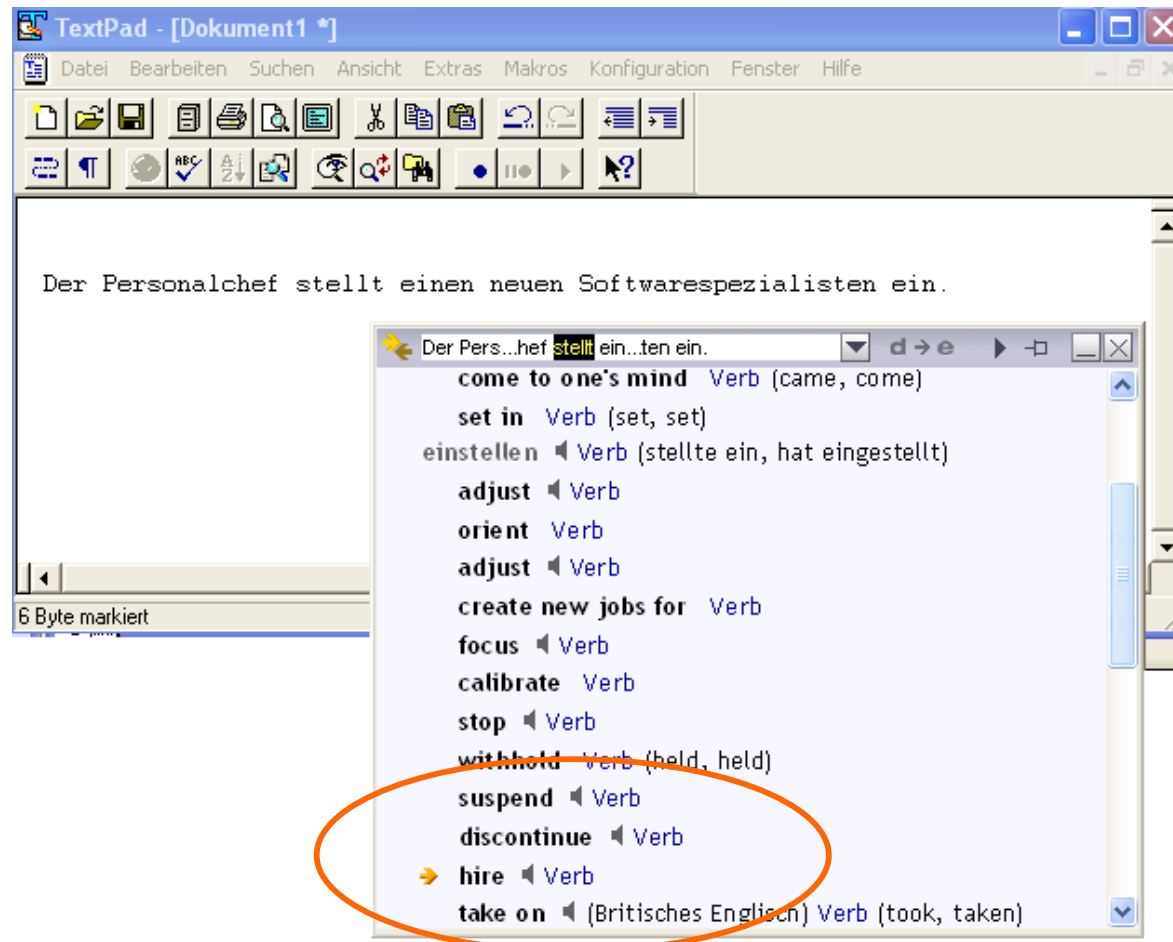 TextPad - [Dokument1 *]
Datei Bearbeiten Suchen Ansicht Extras Makros Konfiguration Fenster Hilfe
ABC A Z ?
Der Personalchef stellt einen neuen Softwarespezialisten ein.
Der Pers...hef stellt ein...ten ein. d → e
come to one's mind Verb (came, come)
set in Verb (set, set)
einstellen Verb (stellte ein, hat eingestellt)
adjust Verb
orient Verb
adjust Verb
create new jobs for Verb
focus Verb
calibrate Verb
stop Verb
withhold Verb (held, held)
suspend Verb
discontinue Verb
hire Verb
take on (Britisches Englisch) Verb (took, taken)
6 Byte markiert